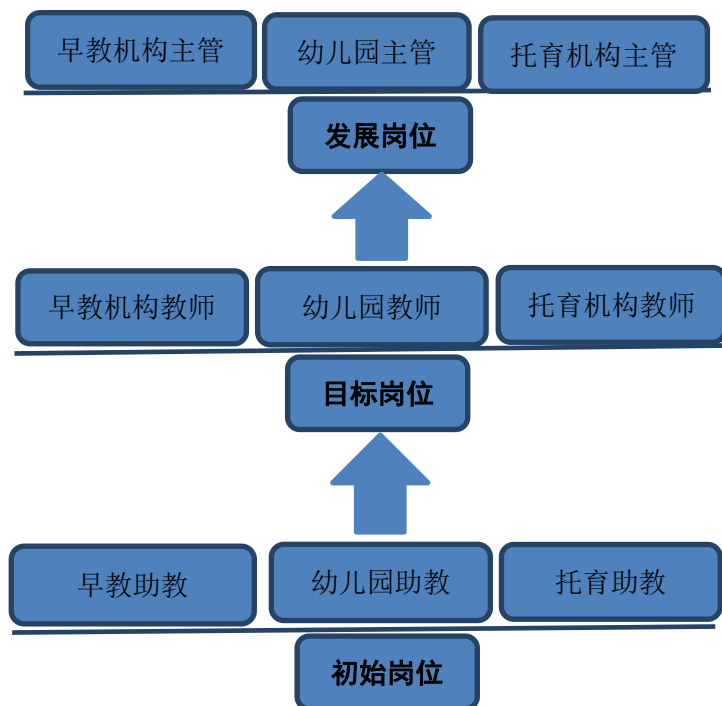 早教机构主管 幼儿园主管 托育机构主管
发展岗位
早教机构教师 幼儿园教师 托育机构教师
目标岗位
早教助教 幼儿园助教 托育助教
初始岗位